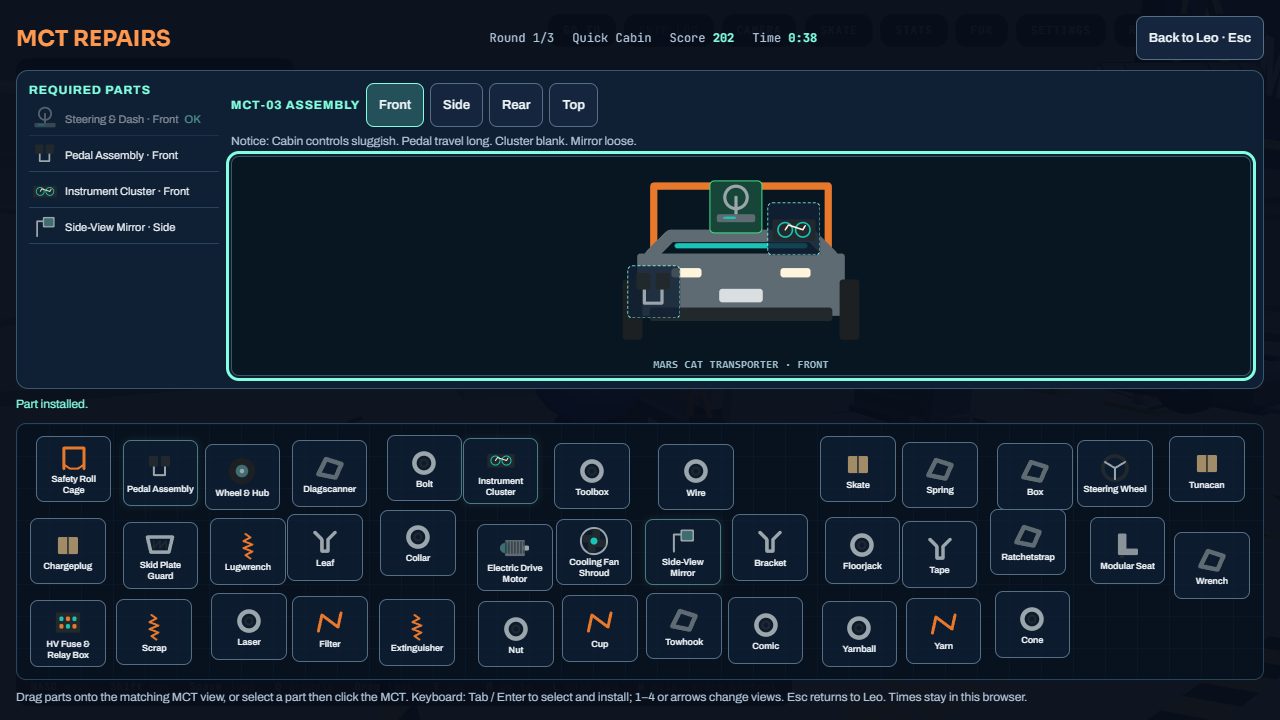 MCT REPAIRS
Round 1/3 Quick Cabin Score 202 Time 0:38
Back to Leo · Esc
REQUIRED PARTS
Steering & Dash · Front OK
Pedal Assembly · Front
Instrument Cluster · Front
Side-View Mirror · Side
MCT-03 ASSEMBLY
Front
Side
Rear
Top
Notice: Cabin controls sluggish. Pedal travel long. Cluster blank. Mirror loose.
MARS CAT TRANSPORTER · FRONT
Part installed.
Safety Roll
Cage
Pedal Assembly
Wheel & Hub
Diagscanner
Bolt
Instrument
Cluster
Toolbox
Wire
Skate
Spring
Box
Steering Wheel
Tunacan
Chargeplug
Skid Plate
Guard
Lugwrench
Leaf
Collar
Electric Drive
Motor
Cooling Fan
Shroud
Side-View
Mirror
Bracket
Floorjack
Tape
Ratchetstrap
Modular Seat
Wrench
HV Fuse &
Relay Box
Scrap
Laser
Filter
Extinguisher
Nut
Cup
Towhook
Comic
Yarnball
Yarn
Cone
Drag parts onto the matching MCT view, or select a part then click the MCT. Keyboard: Tab / Enter to select and install; 1–4 or arrows change views. Esc returns to Leo. Times stay in this browser.